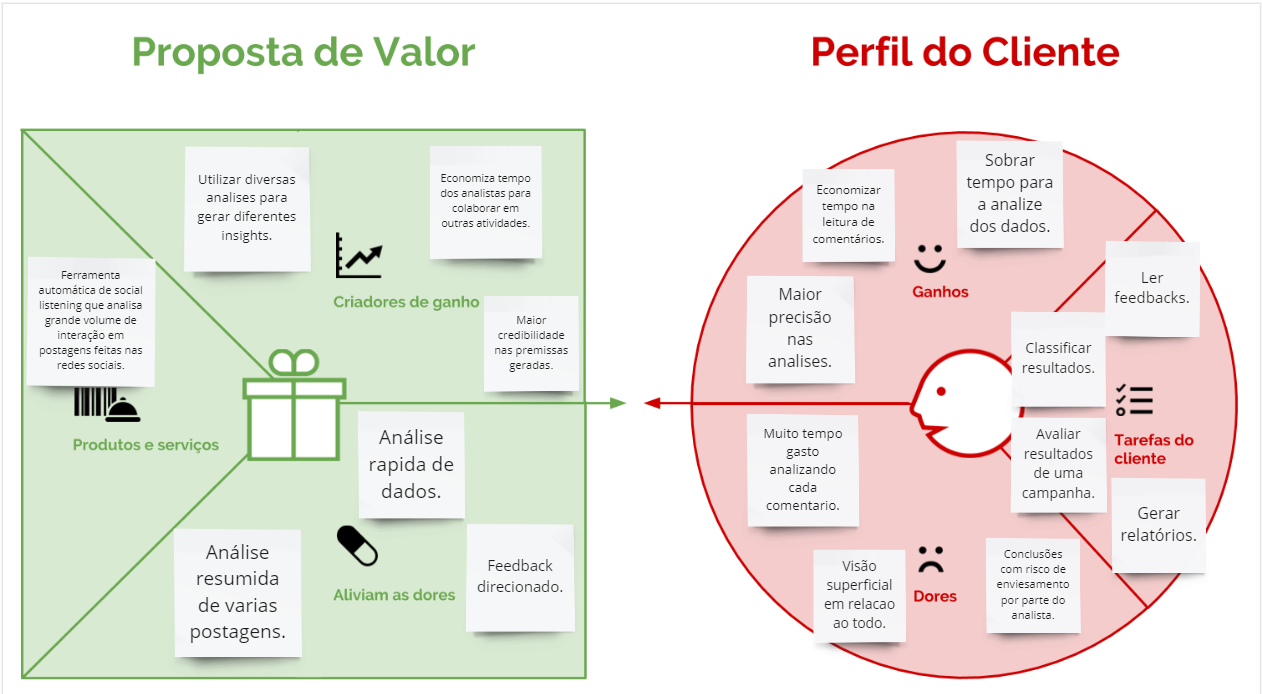 Proposta de Valor
Utilizar diversas
analises para
gerar diferentes
insights.
Economiza tempo
dos analistas para
colaborar em
outras atividades.
Criadores de ganho
Maior
credibilidade
nas premissas
geradas.
Ferramenta
automática de social
listening que analisa
grande volume de
interação em
postagens feitas nas
redes sociais.
Produtos e serviços
Análise
rapida de
dados.
Análise
resumida
de varias
postagens.
Aliviam as dores
Feedback
direcionado.
Perfil do Cliente
Economizar
tempo na
leitura de
comentários.
Sobrar
tempo para
a analize
dos dados.
Ganhos
Maior
precisão
nas
analises.
Ler
feedbacks.
Classificar
resultados.
Tarefas do
cliente
Avaliar
resultados
de uma
campanha.
Gerar
relatórios.
Muito tempo
gasto
analizando
cada
comentario.
Visão
superficial
em relacao
ao todo.
Dores
Conclusões
com risco de
enviesamento
por parte do
analista.